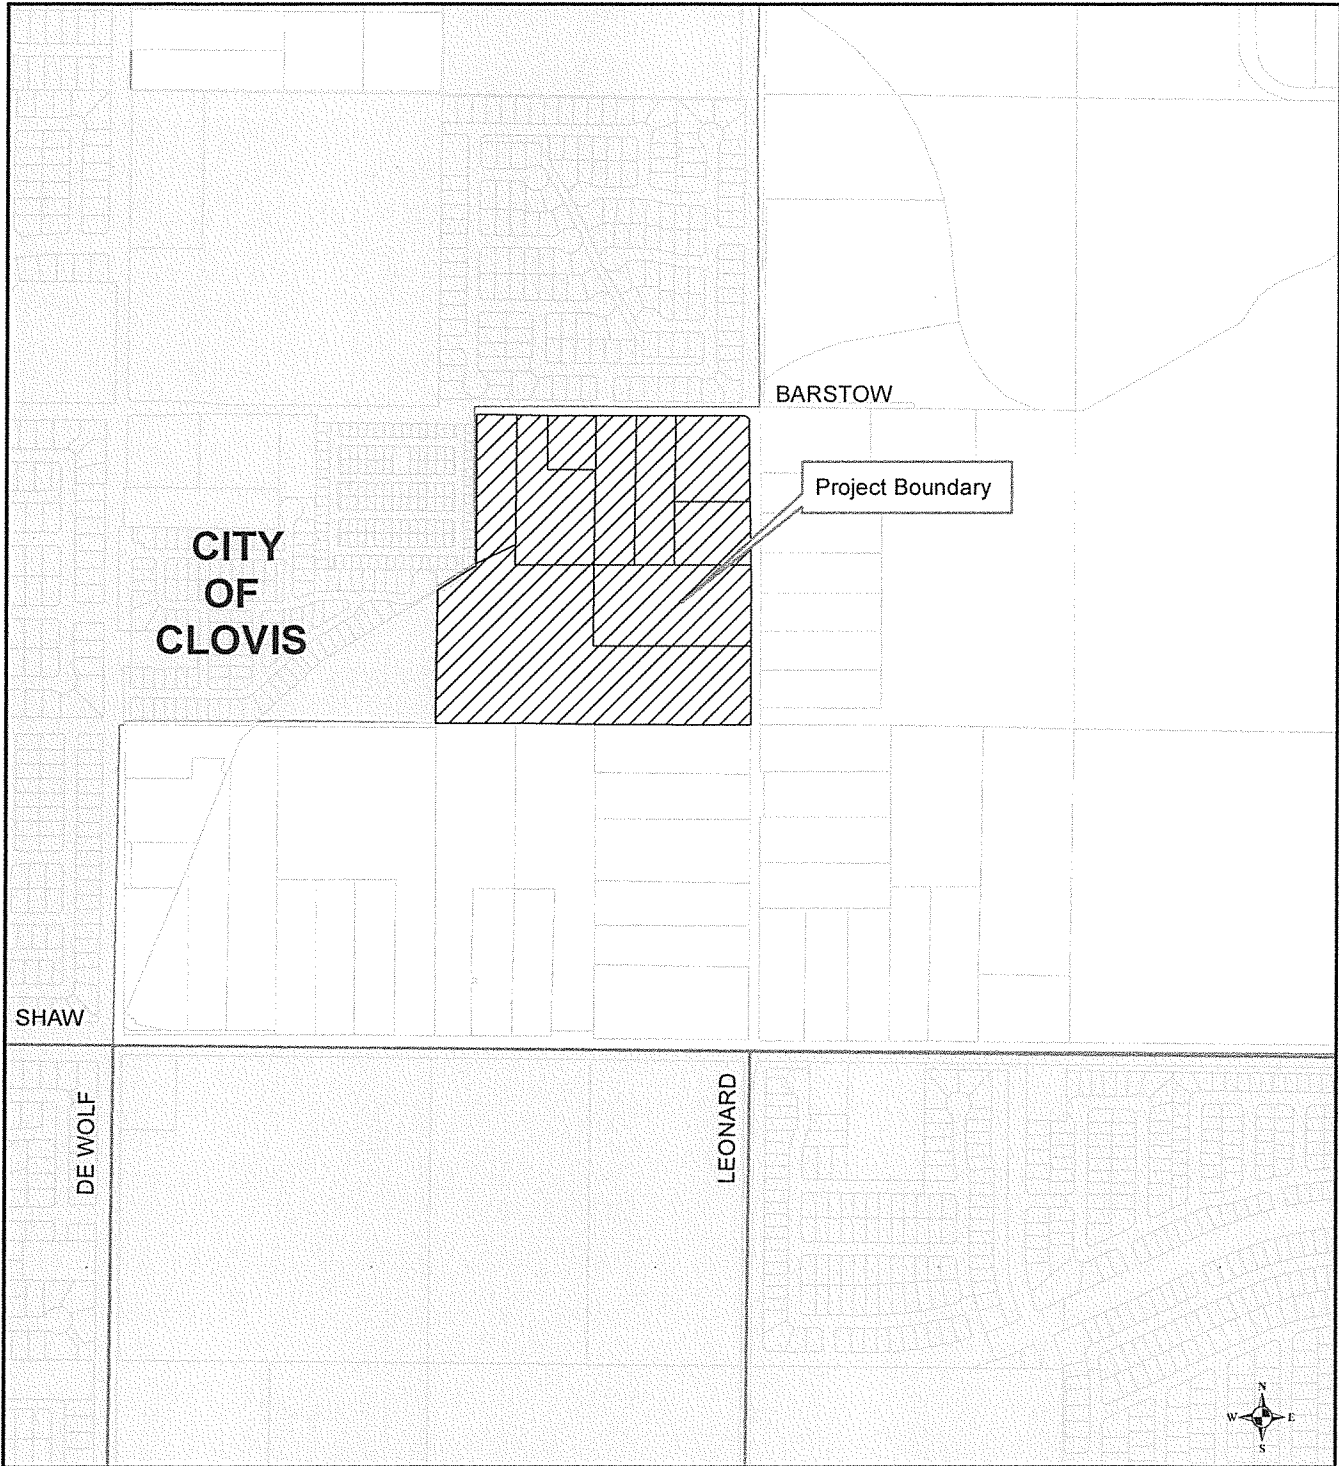 BARSTOW
Project Boundary
CITY
OF
CLOVIS
SHAW
DE WOLF
LEONARD
N
W E
S